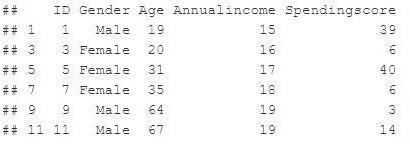 ##    ID Gender Age Annualincome Spendingscore
## 1   1   Male  19           15            39
## 3   3 Female  20           16             6
## 5   5 Female  31           17            40
## 7   7 Female  35           18             6
## 9   9   Male  64           19             3
## 11 11   Male  67           19            14